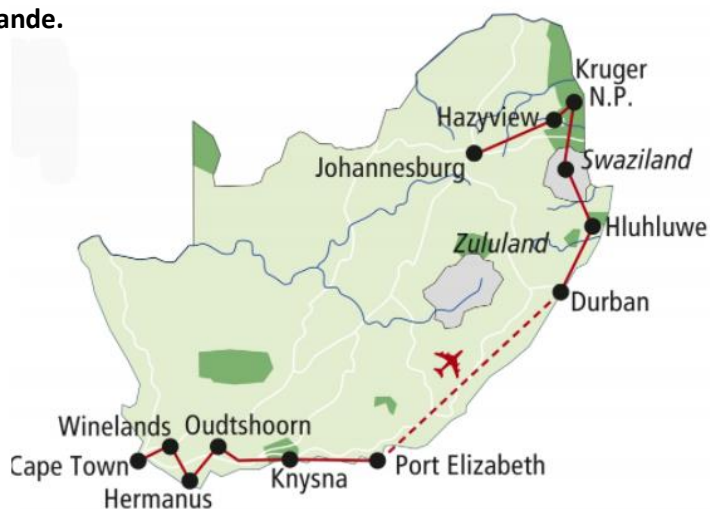 ande.
Kruger
N.P.
Hazyview
Johannesburg
Swaziland
Hluhluwe
Zululand
Durban
Winelands
Oudtshoorn
Cape Town
Knysna
Port Elizabeth
Hermanus